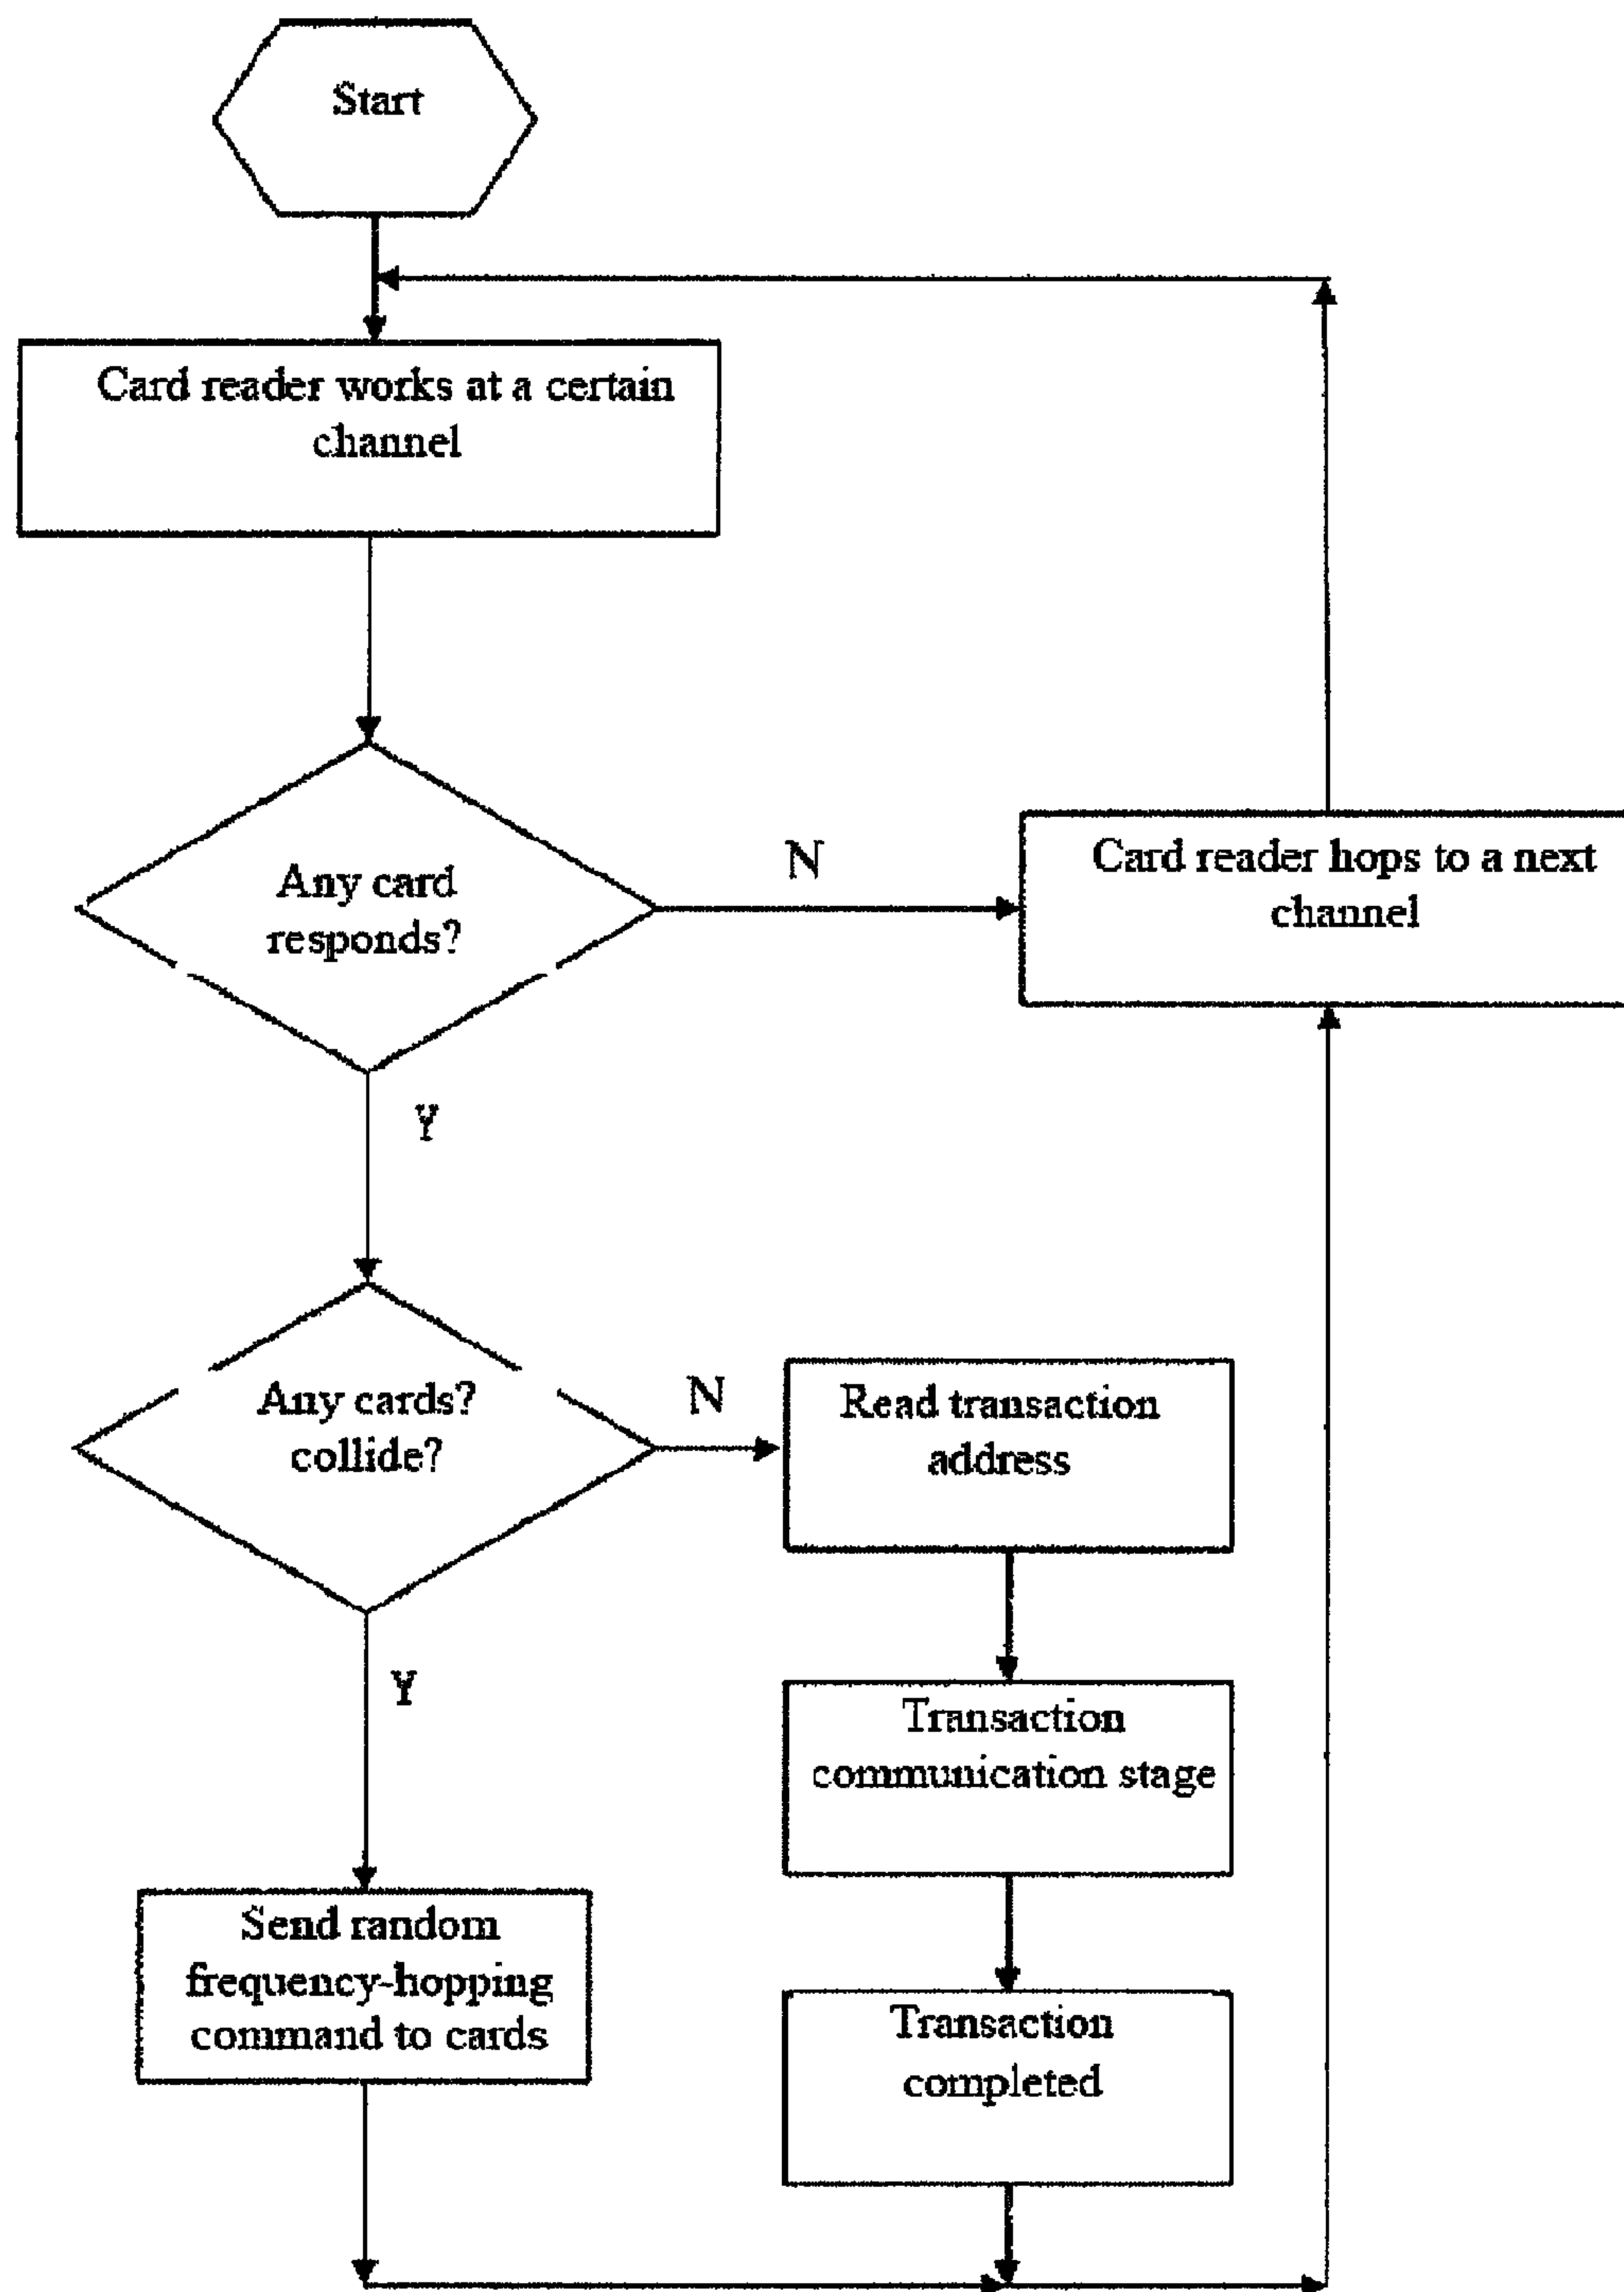 Start
Card reader works at a certain
channel
Any card
responds?
N
Card reader hops to a next
channel
Y
Any cards?
collide?
N
Read transaction
address
Y
Transaction
communication stage
Send random
frequency-hopping
command to cards
Transaction
completed